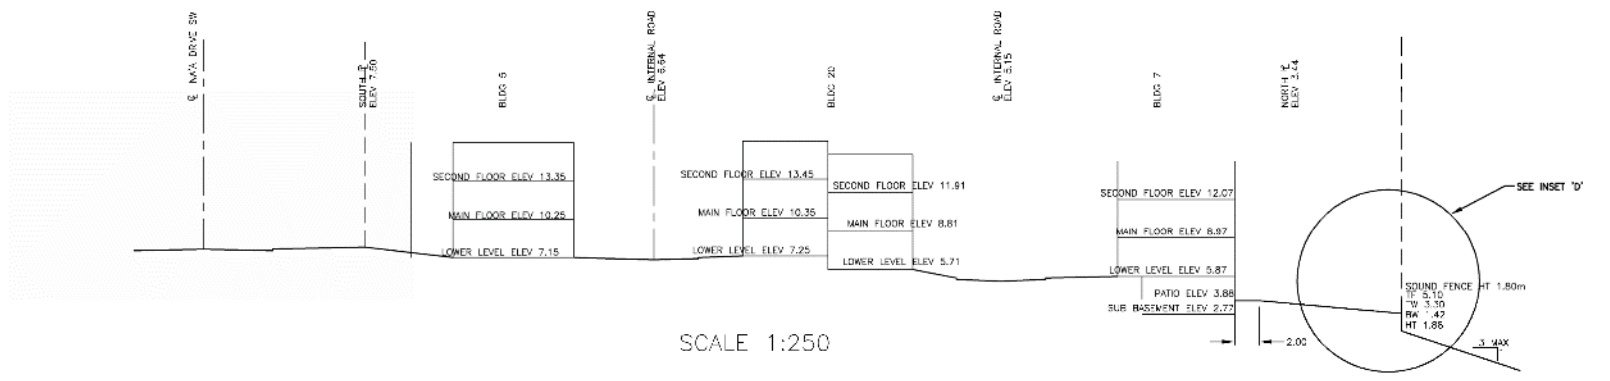 ℄ NA'A DRIVE SW
SOUTH ℄
ELEV 7.50
BLDG 5
℄ INTERNAL ROAD
ELEV 6.64
BLDG 20
℄ INTERNAL ROAD
ELEV 5.15
BLDG 7
NORTH ℄
ELEV 3.44
SECOND FLOOR ELEV 13.35
MAIN FLOOR ELEV 10.25
LOWER LEVEL ELEV 7.15
SECOND FLOOR ELEV 13.45
MAIN FLOOR ELEV 10.35
LOWER LEVEL ELEV 7.25
SECOND FLOOR ELEV 11.91
MAIN FLOOR ELEV 8.81
LOWER LEVEL ELEV 5.71
SECOND FLOOR ELEV 12.07
MAIN FLOOR ELEV 8.97
LOWER LEVEL ELEV 5.87
PATIO ELEV 3.88
SUB BASEMENT ELEV 2.77
2.00
SEE INSET "D"
SOUND FENCE HT 1.80m
TF 5.10
TW 3.30
BW 1.42
HT 1.88
MAX
SCALE 1:250